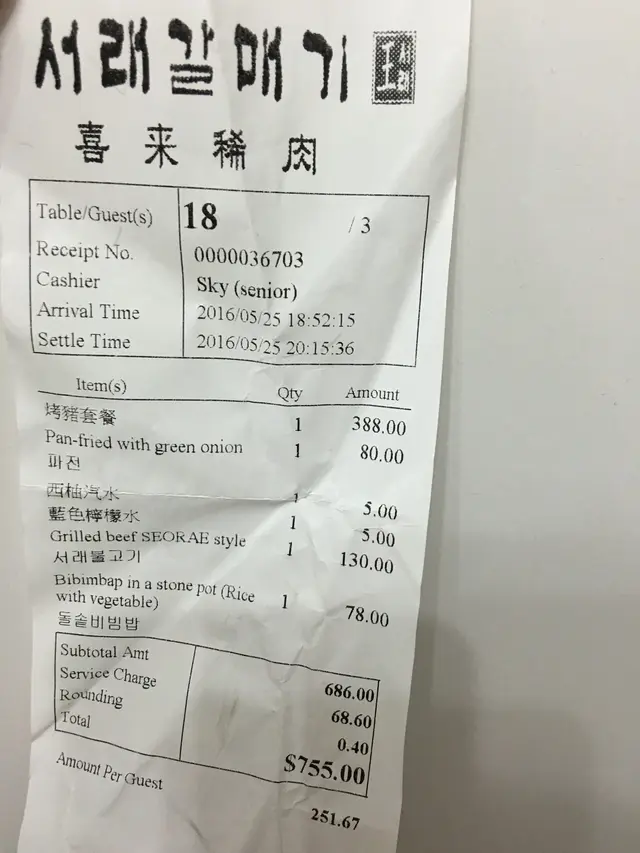 서래갈매기
喜来稀肉
Table/Guest(s) 18 / 3
Receipt No. 0000036703
Cashier Sky (senior)
Arrival Time 2016/05/25 18:52:15
Settle Time 2016/05/25 20:15:36
Item(s) Qty Amount
烤豬套餐 1 388.00
Pan-fried with green onion 1 80.00
파전
西柚汽水 1 5.00
藍色檸檬水 1 5.00
Grilled beef SEORAE style 1 130.00
서래불고기
Bibimbap in a stone pot (Rice
with vegetable) 1 78.00
돌솥비빔밥
Subtotal Amt 686.00
Service Charge 68.60
Rounding 0.40
Total $755.00
Amount Per Guest 251.67